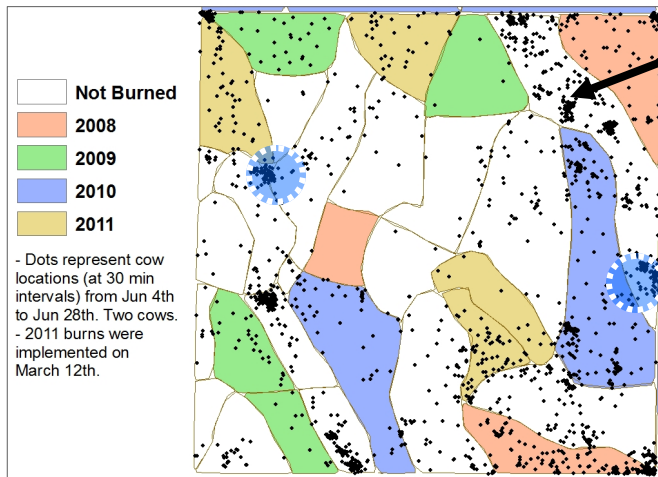 Not Burned
2008
2009
2010
2011
- Dots represent cow
locations (at 30 min
intervals) from Jun 4th
to Jun 28th. Two cows.
- 2011 burns were
implemented on
March 12th.